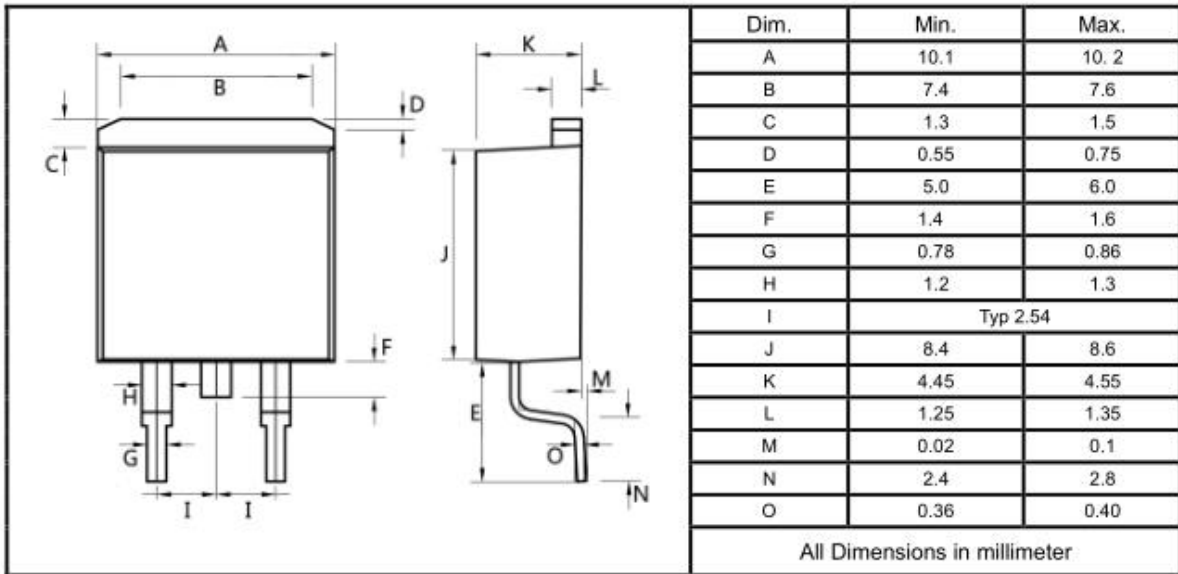 A
B
C
D
J
F
H
G
I I
K
L
E
M
O
N
Dim. Min. Max.
A 10.1 10. 2
B 7.4 7.6
C 1.3 1.5
D 0.55 0.75
E 5.0 6.0
F 1.4 1.6
G 0.78 0.86
H 1.2 1.3
I Typ 2.54
J 8.4 8.6
K 4.45 4.55
L 1.25 1.35
M 0.02 0.1
N 2.4 2.8
O 0.36 0.40
All Dimensions in millimeter